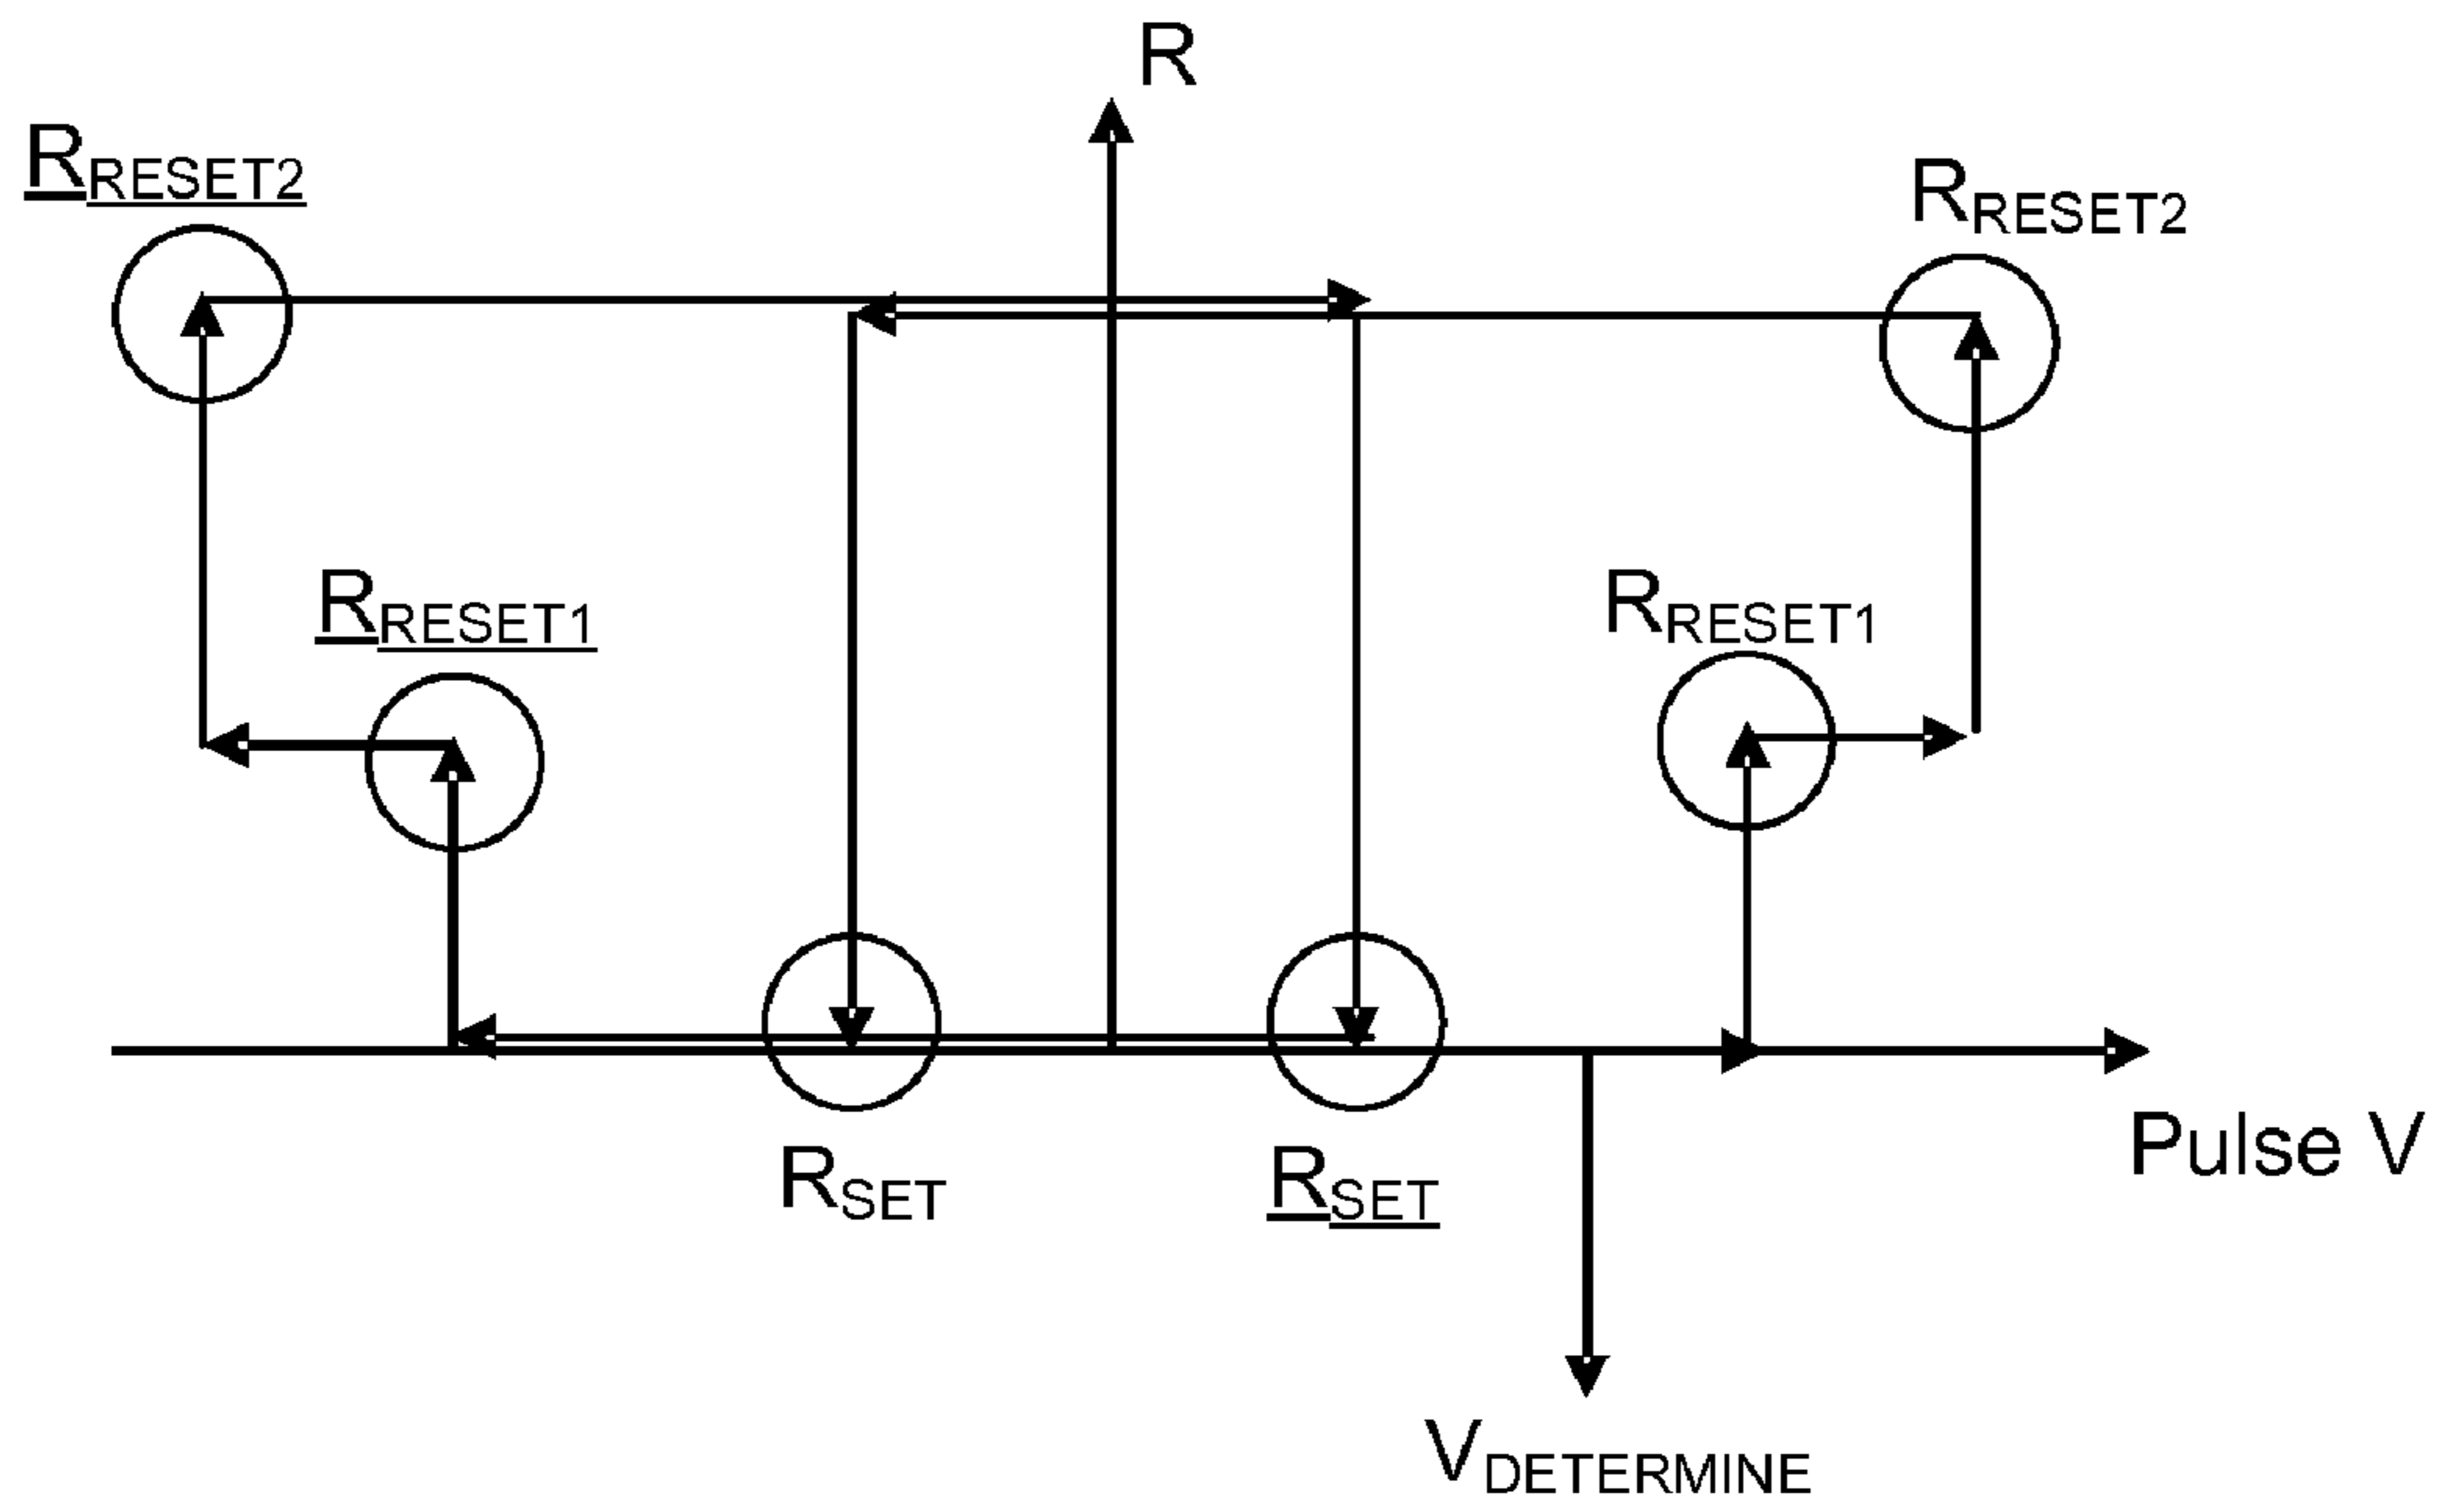 R
RRESET2
RRESET2
RRESET1
RRESET1
RSET
RSET
Pulse V
VDETERMINE